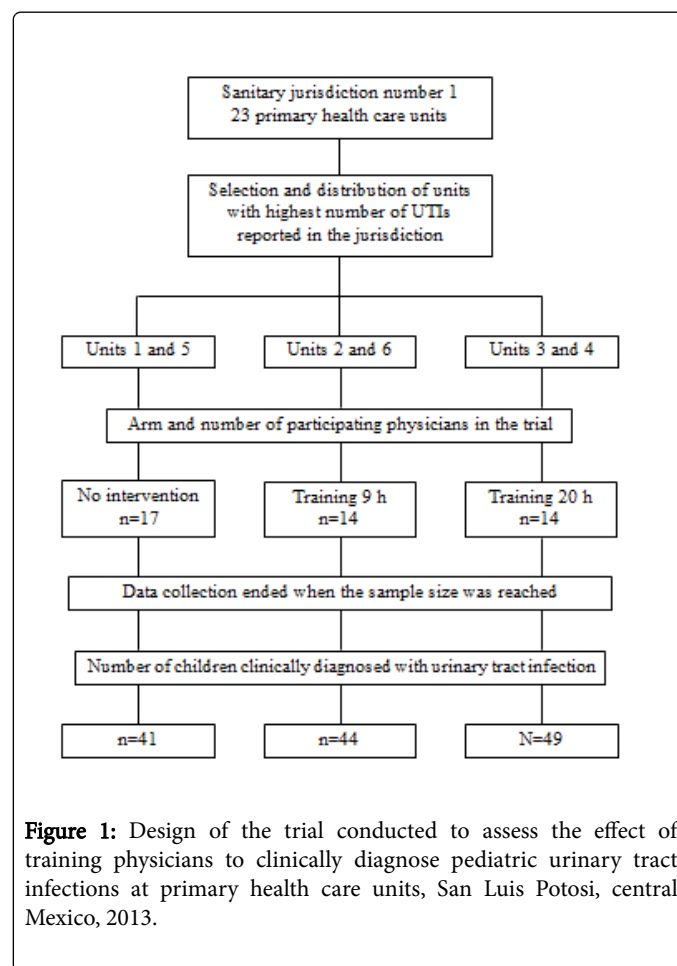 Sanitary jurisdiction number 1
23 primary health care units
Selection and distribution of units
with highest number of UTIs
reported in the jurisdiction
Units 1 and 5
Units 2 and 6
Units 3 and 4
Arm and number of participating physicians in the trial
No intervention
n=17
Training 9 h
n=14
Training 20 h
n=14
Data collection ended when the sample size was reached
Number of children clinically diagnosed with urinary tract infection
n=41
n=44
N=49
Figure 1: Design of the trial conducted to assess the effect of
training physicians to clinically diagnose pediatric urinary tract
infections at primary health care units, San Luis Potosi, central
Mexico, 2013.